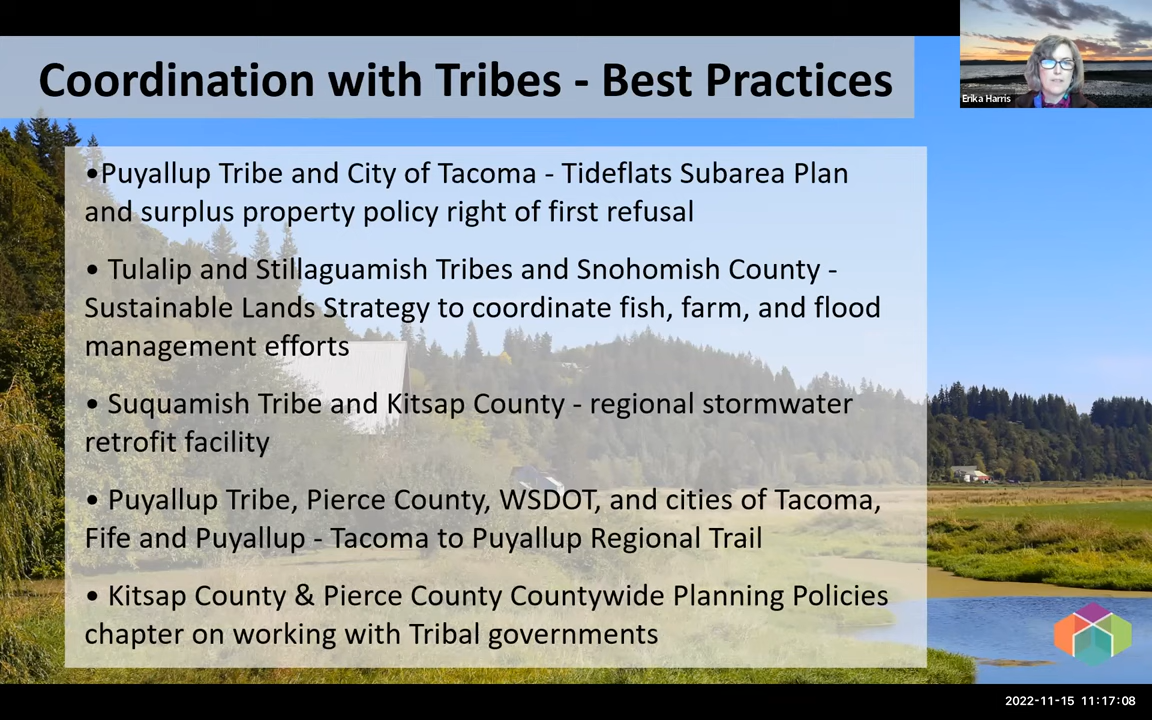 Coordination with Tribes - Best Practices
Erika Harris
•Puyallup Tribe and City of Tacoma - Tideflats Subarea Plan
and surplus property policy right of first refusal
• Tulalip and Stillaguamish Tribes and Snohomish County -
Sustainable Lands Strategy to coordinate fish, farm, and flood
management efforts
• Suquamish Tribe and Kitsap County - regional stormwater
retrofit facility
• Puyallup Tribe, Pierce County, WSDOT, and cities of Tacoma,
Fife and Puyallup - Tacoma to Puyallup Regional Trail
• Kitsap County & Pierce County Countywide Planning Policies
chapter on working with Tribal governments
2022-11-15 11:17:08